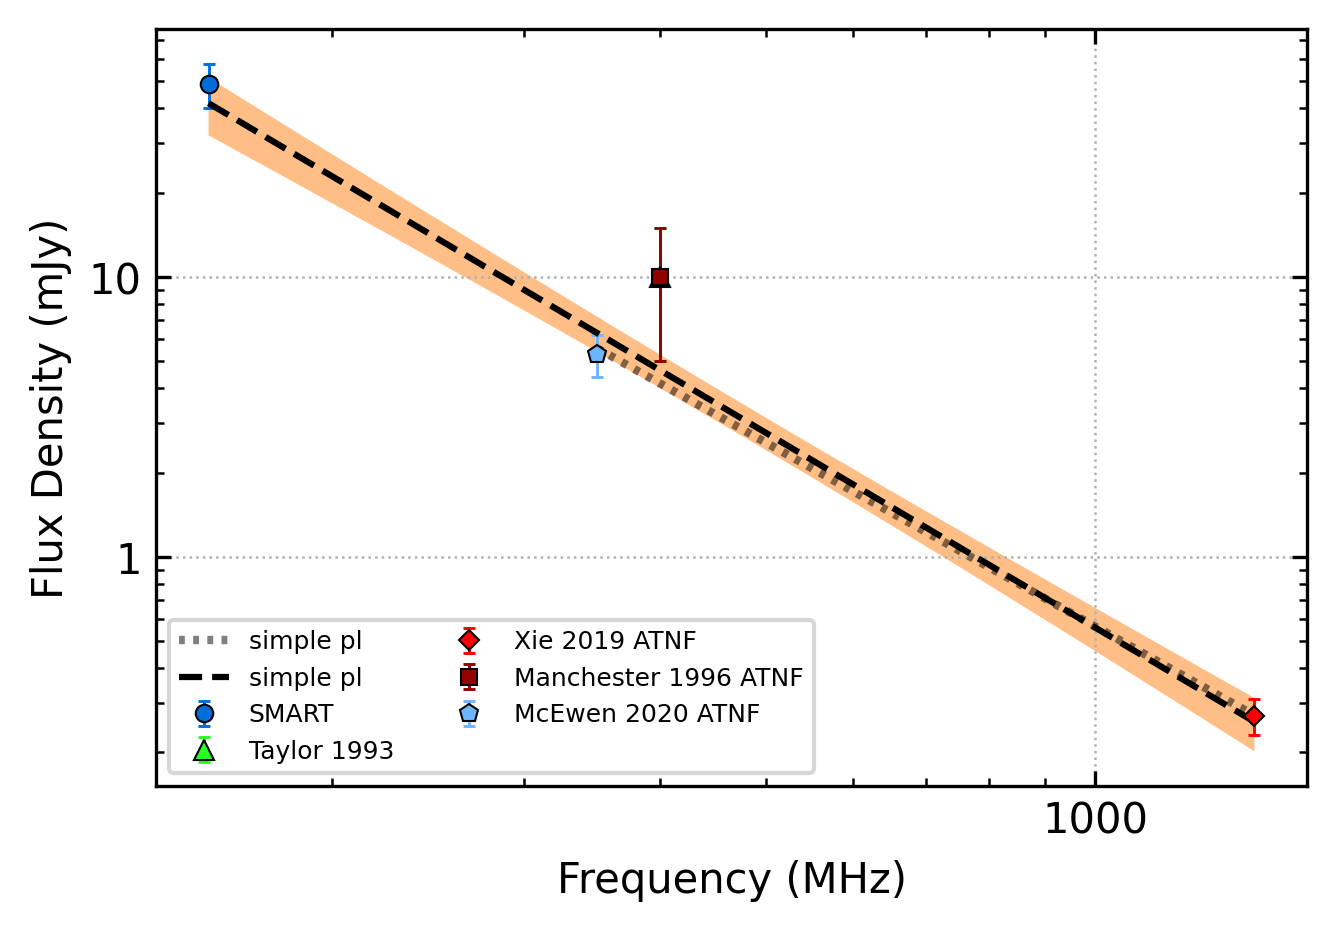 Flux Density (mJy)
10
1
simple pl
simple pl
SMART
Taylor 1993
Xie 2019 ATNF
Manchester 1996 ATNF
McEwen 2020 ATNF
1000
Frequency (MHz)